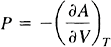 P = −(∂A/∂V)_T